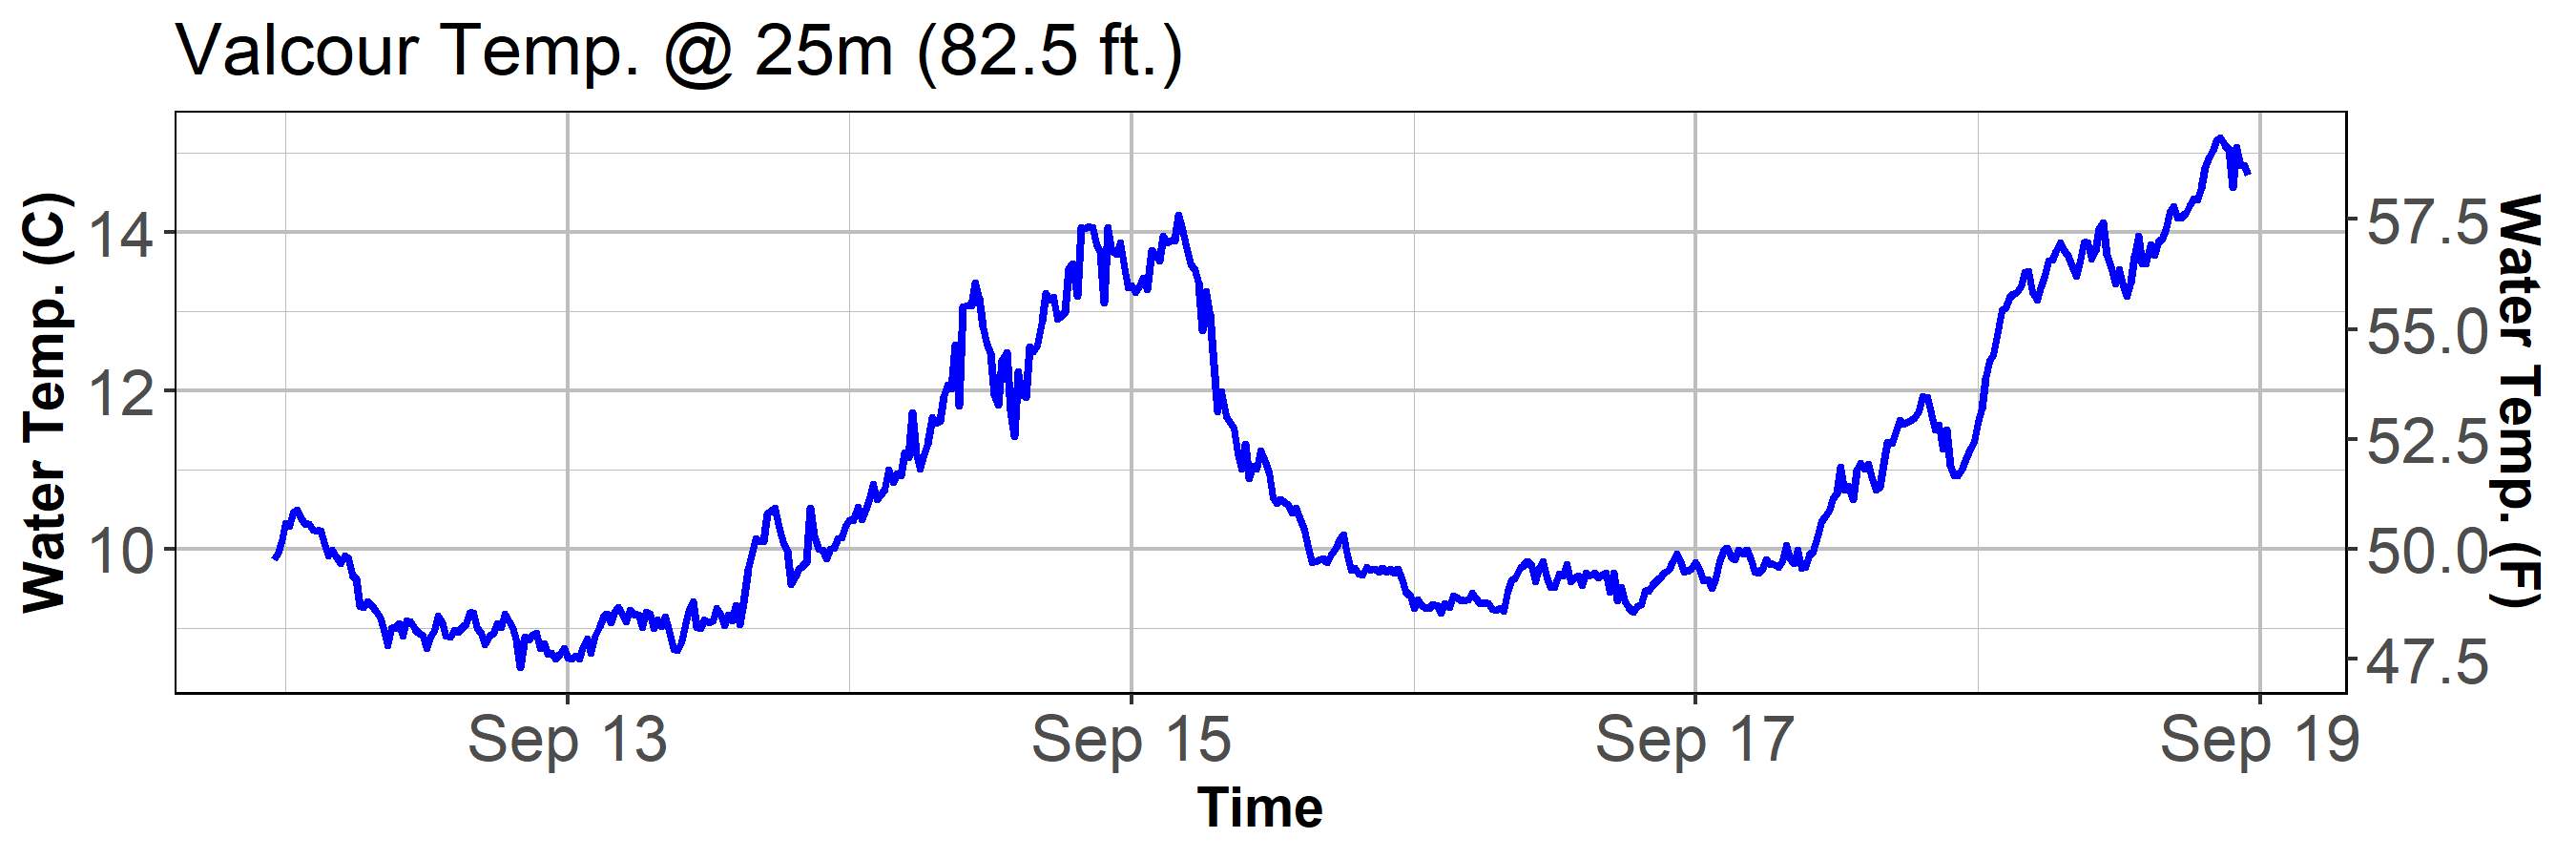 Valcour Temp. @ 25m (82.5 ft.)
Water Temp. (C)
14
12
10
57.5
55.0
52.5
50.0
47.5
Water Temp. (F)
Sep 13
Sep 15
Sep 17
Sep 19
Time